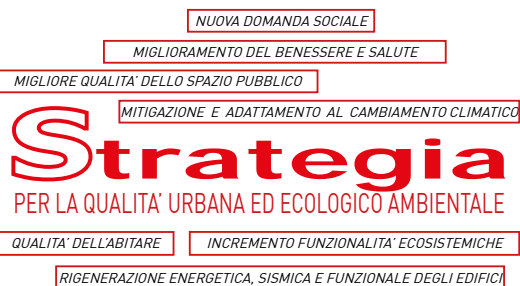 NUOVA DOMANDA SOCIALE
MIGLIORAMENTO DEL BENESSERE E SALUTE
MIGLIORE QUALITA' DELLO SPAZIO PUBBLICO
MITIGAZIONE E ADATTAMENTO AL CAMBIAMENTO CLIMATICO
Strategia
PER LA QUALITA' URBANA ED ECOLOGICO AMBIENTALE
QUALITA' DELL'ABITARE
INCREMENTO FUNZIONALITA' ECOSISTEMICHE
RIGENERAZIONE ENERGETICA, SISMICA E FUNZIONALE DEGLI EDIFICI